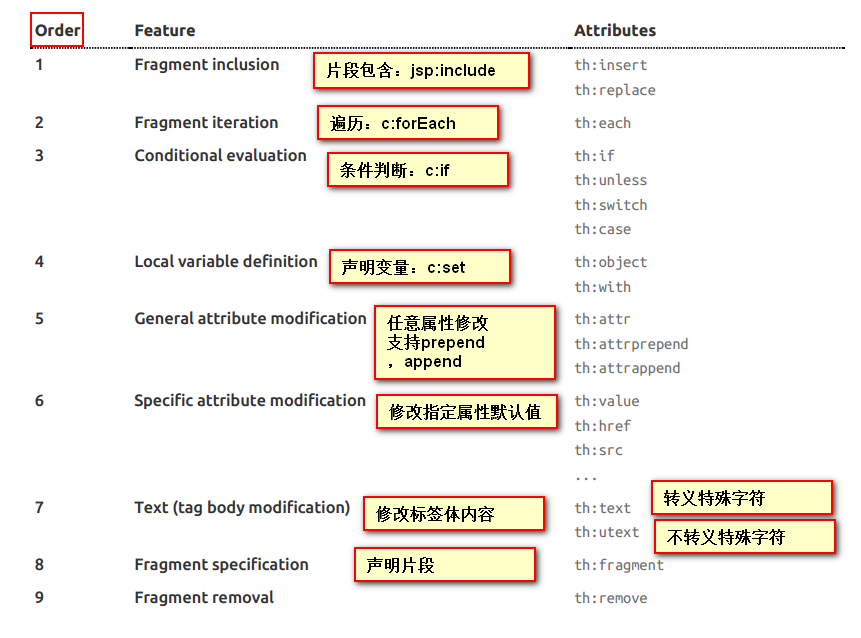 Order Feature Attributes
1 Fragment inclusion 片段包含：jsp:include th:insert
th:replace
2 Fragment iteration 遍历：c:forEach th:each
3 Conditional evaluation 条件判断：c:if th:if
th:unless
th:switch
th:case
4 Local variable definition 声明变量：c:set th:object
th:with
5 General attribute modification 任意属性修改 th:attr
支持prepend th:attrprepend
，append th:attrappend
6 Specific attribute modification 修改指定属性默认值 th:value
th:href
th:src
...
7 Text (tag body modification) 修改标签体内容 th:text 转义特殊字符
th:utext 不转义特殊字符
8 Fragment specification 声明片段 th:fragment
9 Fragment removal th:remove